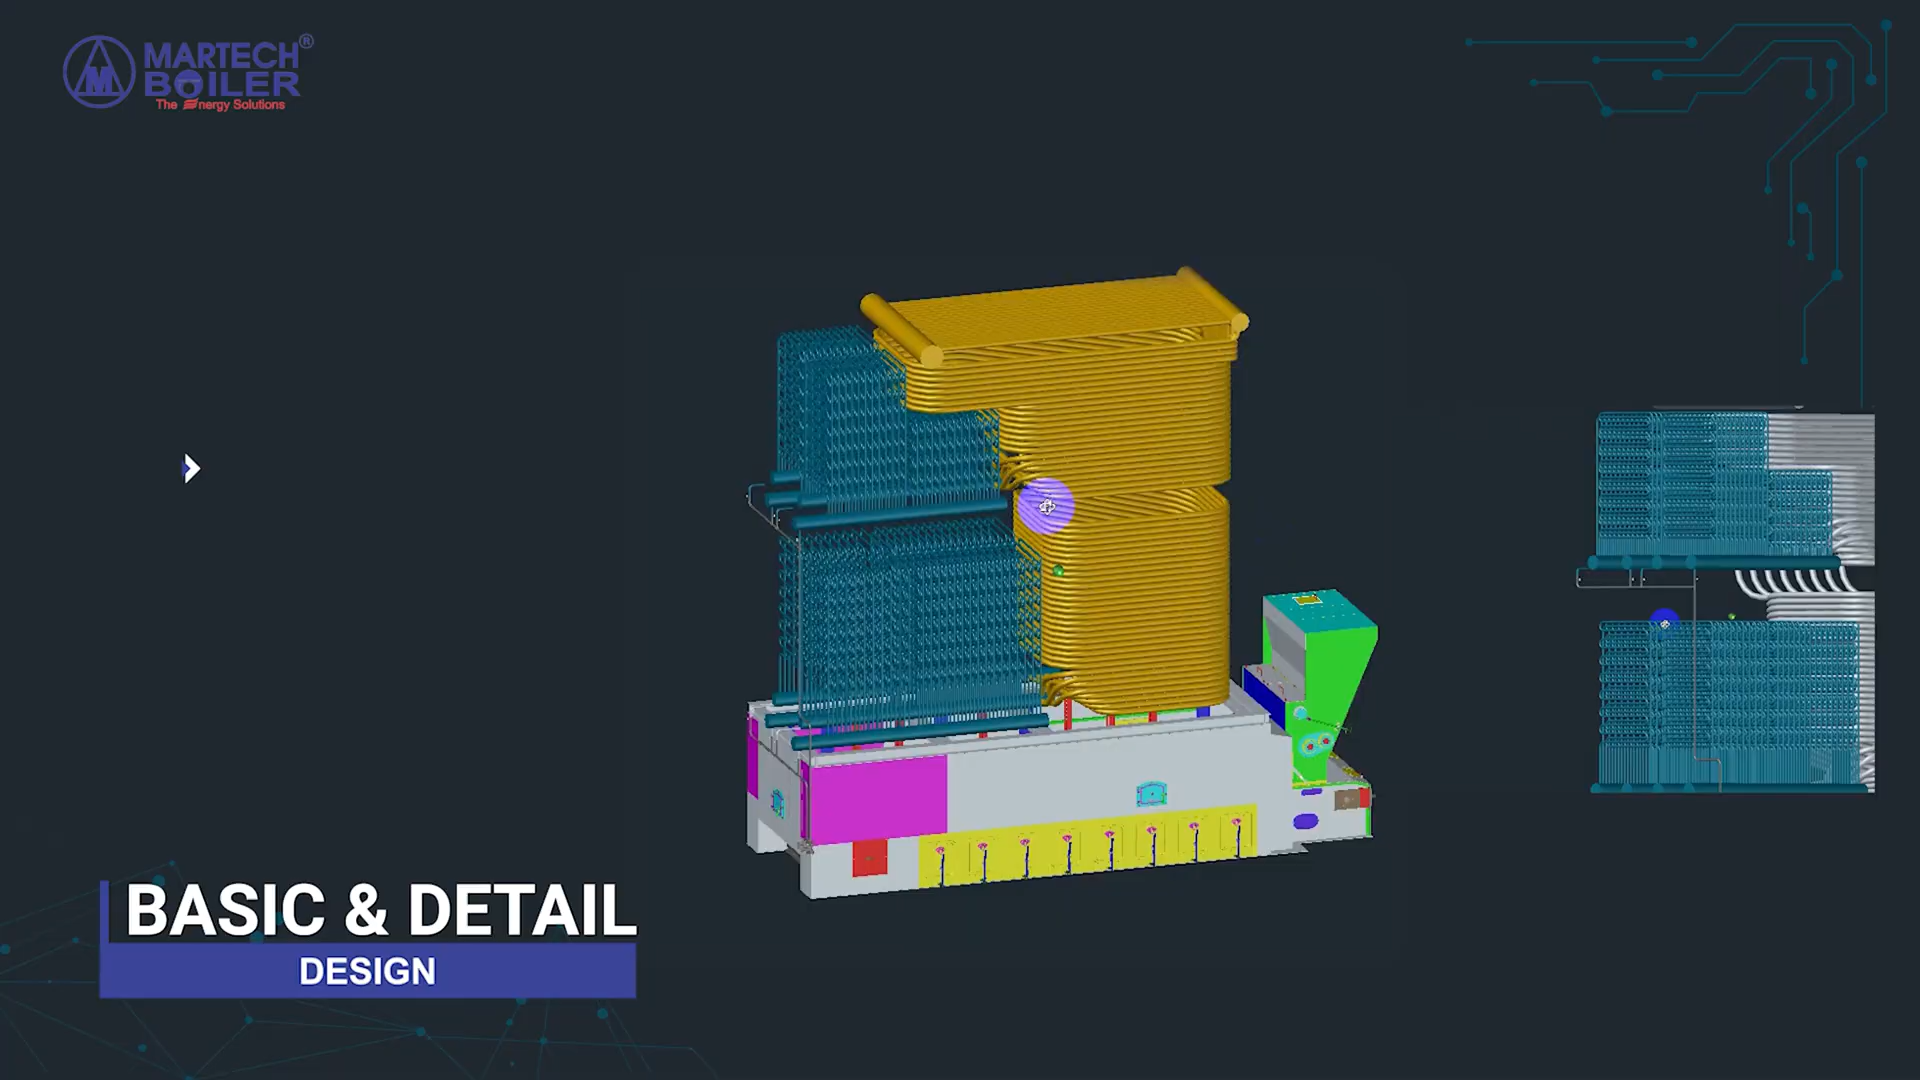 MARTECH®
BOILER
The Energy Solutions
BASIC & DETAIL
DESIGN